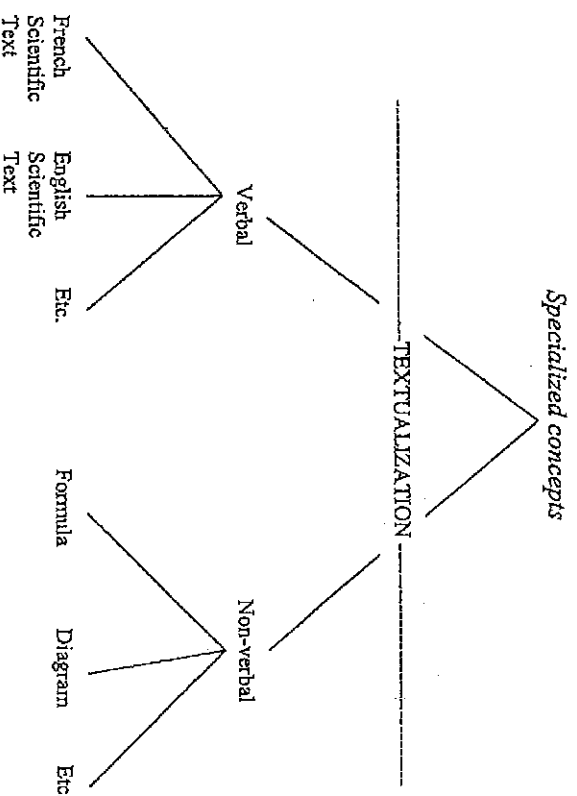 Specialized concepts
TEXTUALIZATION
Verbal
Non-verbal
French
Scientific
Text
English
Scientific
Text
Etc.
Formula
Diagram
Etc